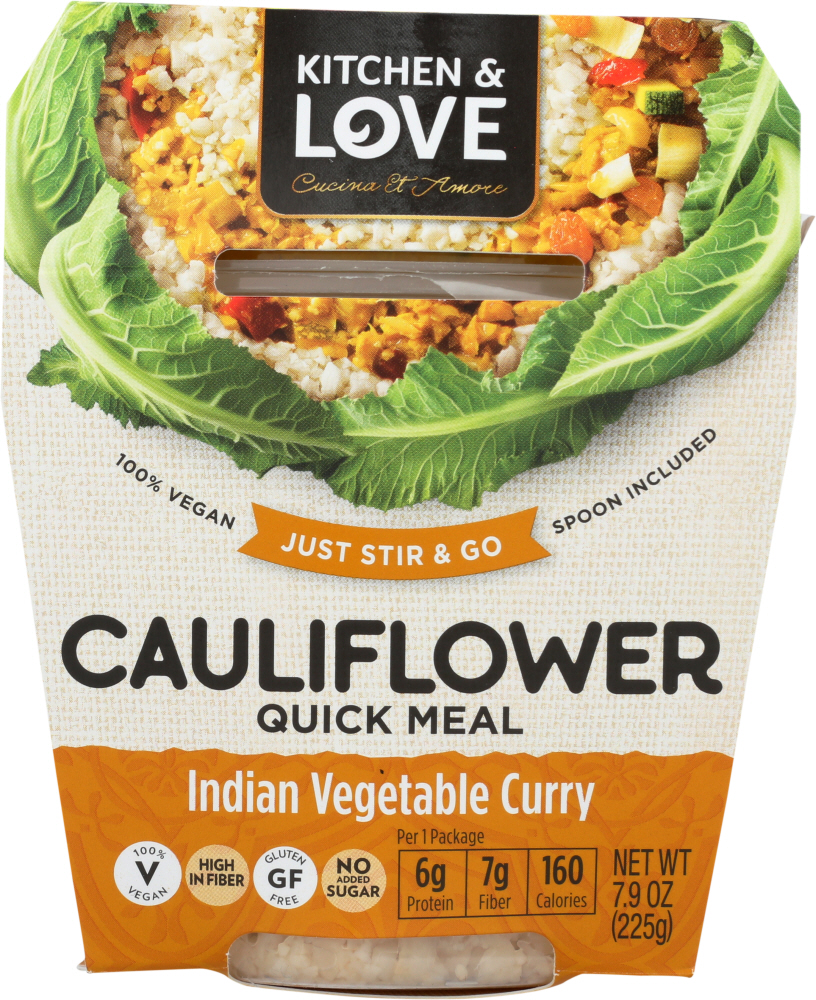 KITCHEN &
LOVE
Cucina Et Amore
100% VEGAN
JUST STIR & GO
SPOON INCLUDED
CAULIFLOWER
QUICK MEAL
Indian Vegetable Curry
100%
V
VEGAN
HIGH
IN FIBER
GLUTEN
GF
FREE
NO
ADDED
SUGAR
Per 1 Package
6g
Protein
7g
Fiber
160
Calories
NET WT
7.9 OZ
(225g)